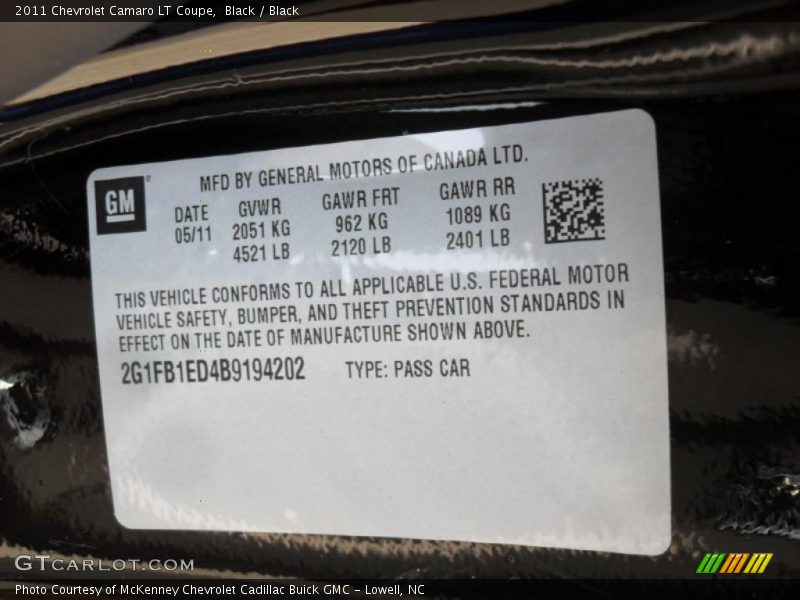 2011 Chevrolet Camaro LT Coupe, Black / Black
GM
MFD BY GENERAL MOTORS OF CANADA LTD.
DATE GVWR GAWR FRT GAWR RR
05/11 2051 KG 962 KG 1089 KG
4521 LB 2120 LB 2401 LB
THIS VEHICLE CONFORMS TO ALL APPLICABLE U.S. FEDERAL MOTOR
VEHICLE SAFETY, BUMPER, AND THEFT PREVENTION STANDARDS IN
EFFECT ON THE DATE OF MANUFACTURE SHOWN ABOVE.
2G1FB1ED4B9194202 TYPE: PASS CAR
GTCARLOT.COM
Photo Courtesy of McKenney Chevrolet Cadillac Buick GMC - Lowell, NC